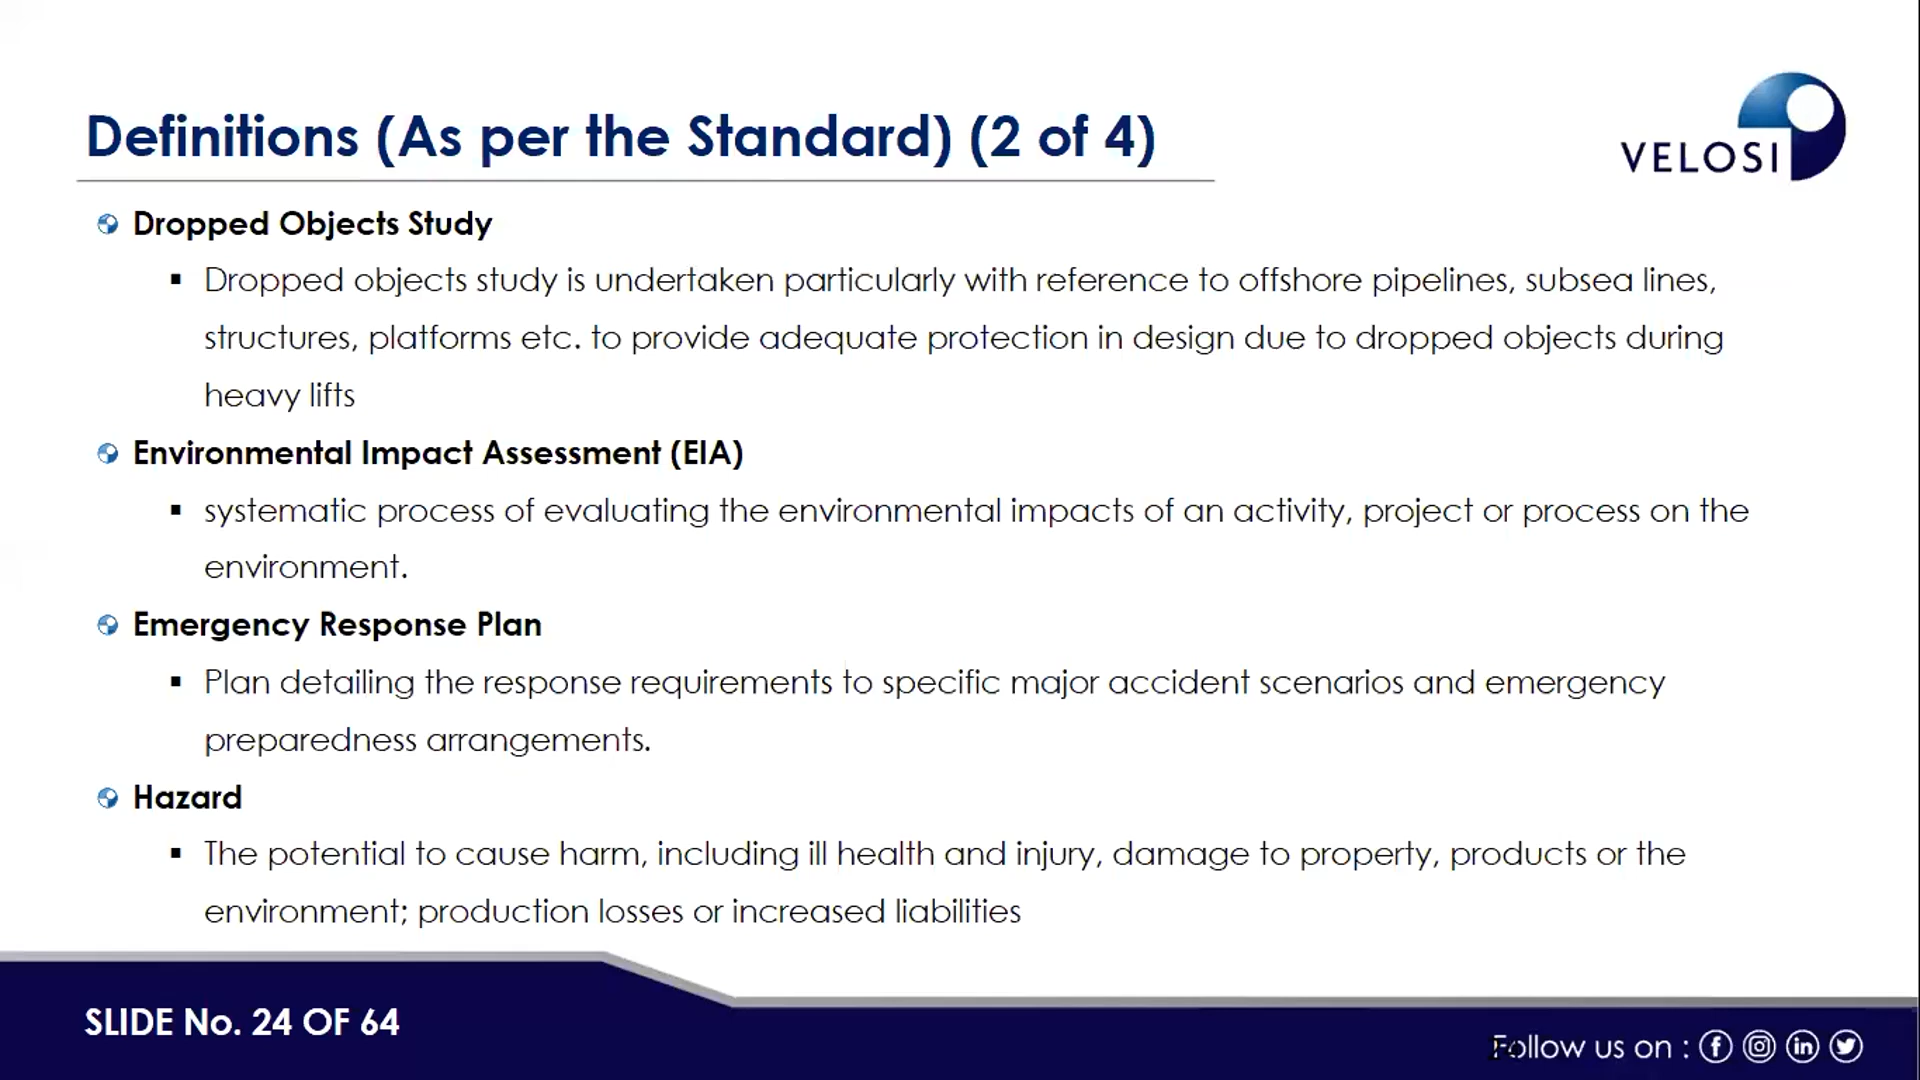 Definitions (As per the Standard) (2 of 4)
VELOSI
Dropped Objects Study
Dropped objects study is undertaken particularly with reference to offshore pipelines, subsea lines,
structures, platforms etc. to provide adequate protection in design due to dropped objects during
heavy lifts
Environmental Impact Assessment (EIA)
systematic process of evaluating the environmental impacts of an activity, project or process on the
environment.
Emergency Response Plan
Plan detailing the response requirements to specific major accident scenarios and emergency
preparedness arrangements.
Hazard
The potential to cause harm, including ill health and injury, damage to property, products or the
environment; production losses or increased liabilities
SLIDE No. 24 OF 64
Follow us on :